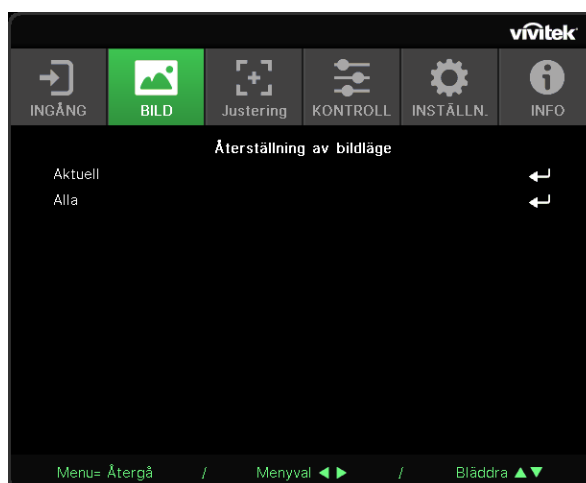 vivitek
INGÅNG BILD Justering KONTROLL INSTÄLLN. INFO
Återställning av bildläge
Aktuell
Alla
Menu= Återgå / Menyval ◀ ▶ / Bläddra ▲▼